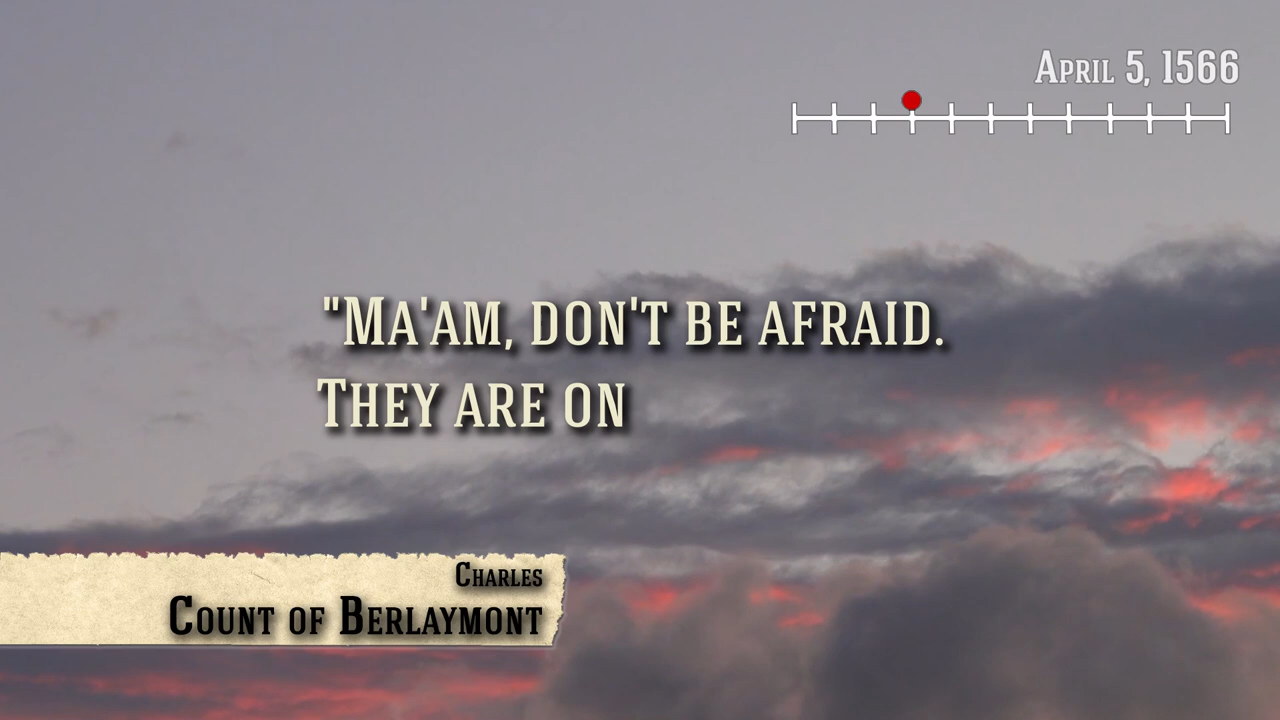 April 5, 1566
"Ma'am, don't be afraid.
They are on
Charles
Count of Berlaymont